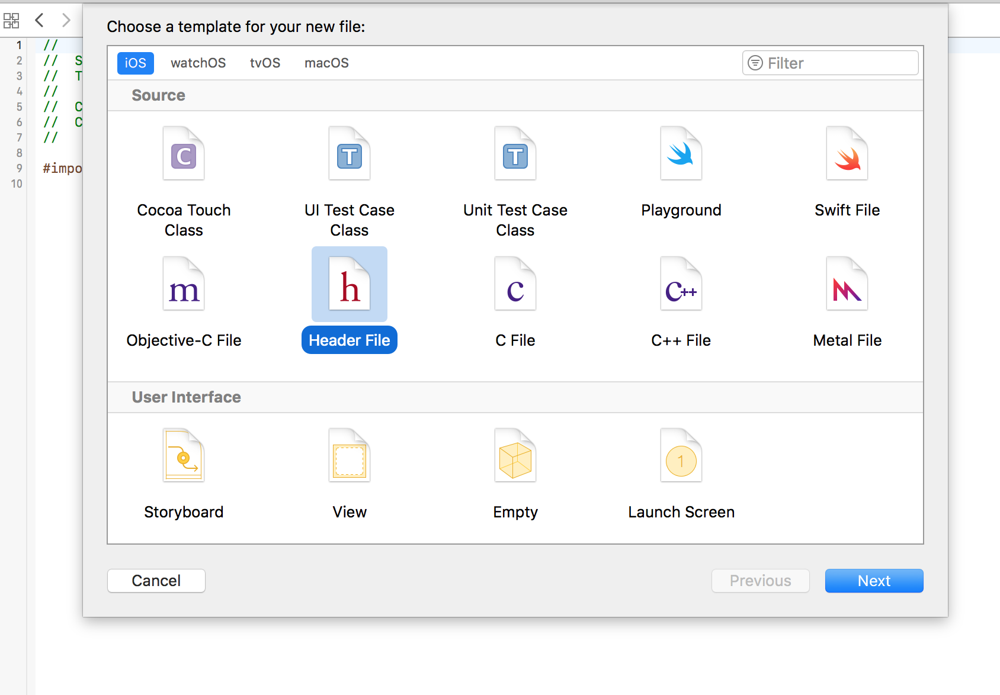 Choose a template for your new file:
iOS watchOS tvOS macOS Filter
Source
C T T
Cocoa Touch Class
UI Test Case Class
Unit Test Case Class
Playground
Swift File
m h c c++
Objective-C File
Header File
C File
C++ File
Metal File
User Interface
1
Storyboard
View
Empty
Launch Screen
Cancel Previous Next
1 //
2 // S
3 // T
4 //
5 // C
6 // C
7 //
8
9 #impo
10